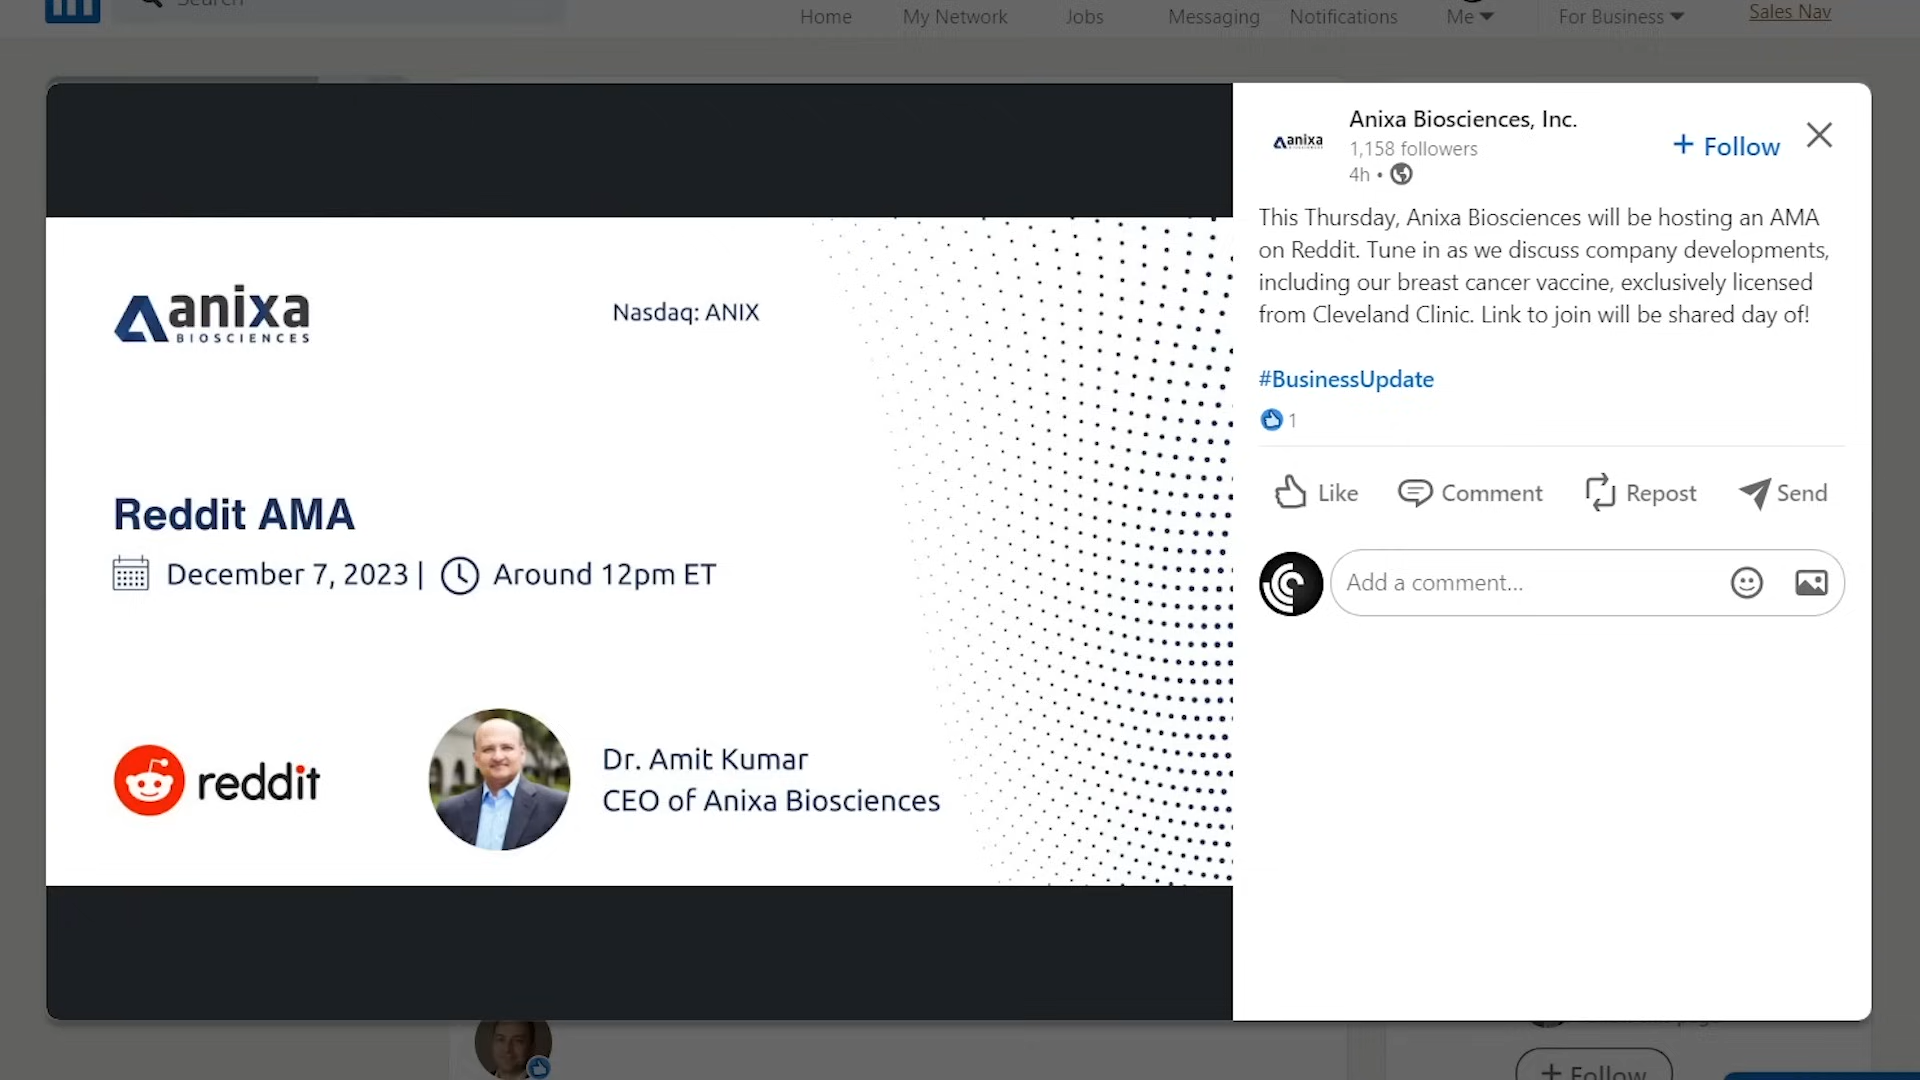 Search
Home
My Network
Jobs
Messaging
Notifications
Me
For Business
Sales Nav
anixa
BIOSCIENCES
Nasdaq: ANIX
Reddit AMA
December 7, 2023 |
Around 12pm ET
reddit
Dr. Amit Kumar
CEO of Anixa Biosciences
anixa
Anixa Biosciences, Inc.
1,158 followers
4h •
+ Follow
This Thursday, Anixa Biosciences will be hosting an AMA
on Reddit. Tune in as we discuss company developments,
including our breast cancer vaccine, exclusively licensed
from Cleveland Clinic. Link to join will be shared day of!
#BusinessUpdate
1
Like
Comment
Repost
Send
Add a comment...
+ Follow